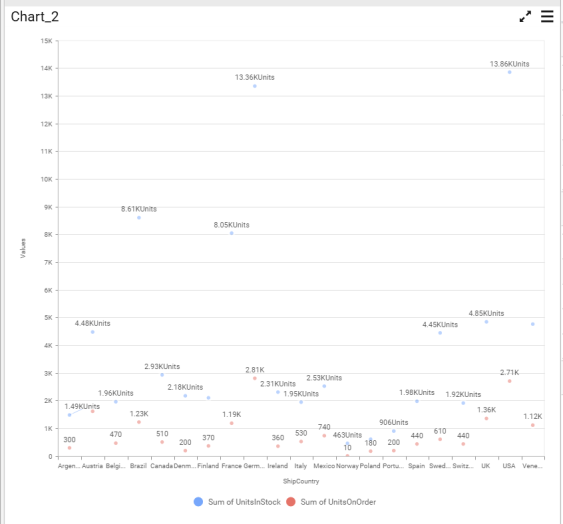 Chart_2
15K
14K
13K
12K
11K
10K
9K
8K
7K
6K
5K
4K
3K
2K
1K
0
Values
13.86KUnits
13.36KUnits
8.61KUnits
8.05KUnits
4.85KUnits
4.48KUnits
4.45KUnits
2.93KUnits
2.81K
2.71K
2.53KUnits
2.31KUnits
2.18KUnits
1.96KUnits
1.95KUnits
1.98KUnits
1.92KUnits
1.49KUnits
1.36K
1.23K
1.19K
1.12K
906Units
740
463Units
300
470
510
200
370
360
530
10
180
200
440
610
440
Argen... Austria Belgi... Brazil Canada Denm... Finland France Germ... Ireland Italy Mexico Norway Poland Portu... Spain Swed... Switz... UK USA Vene...
ShipCountry
Sum of UnitsInStock Sum of UnitsOnOrder